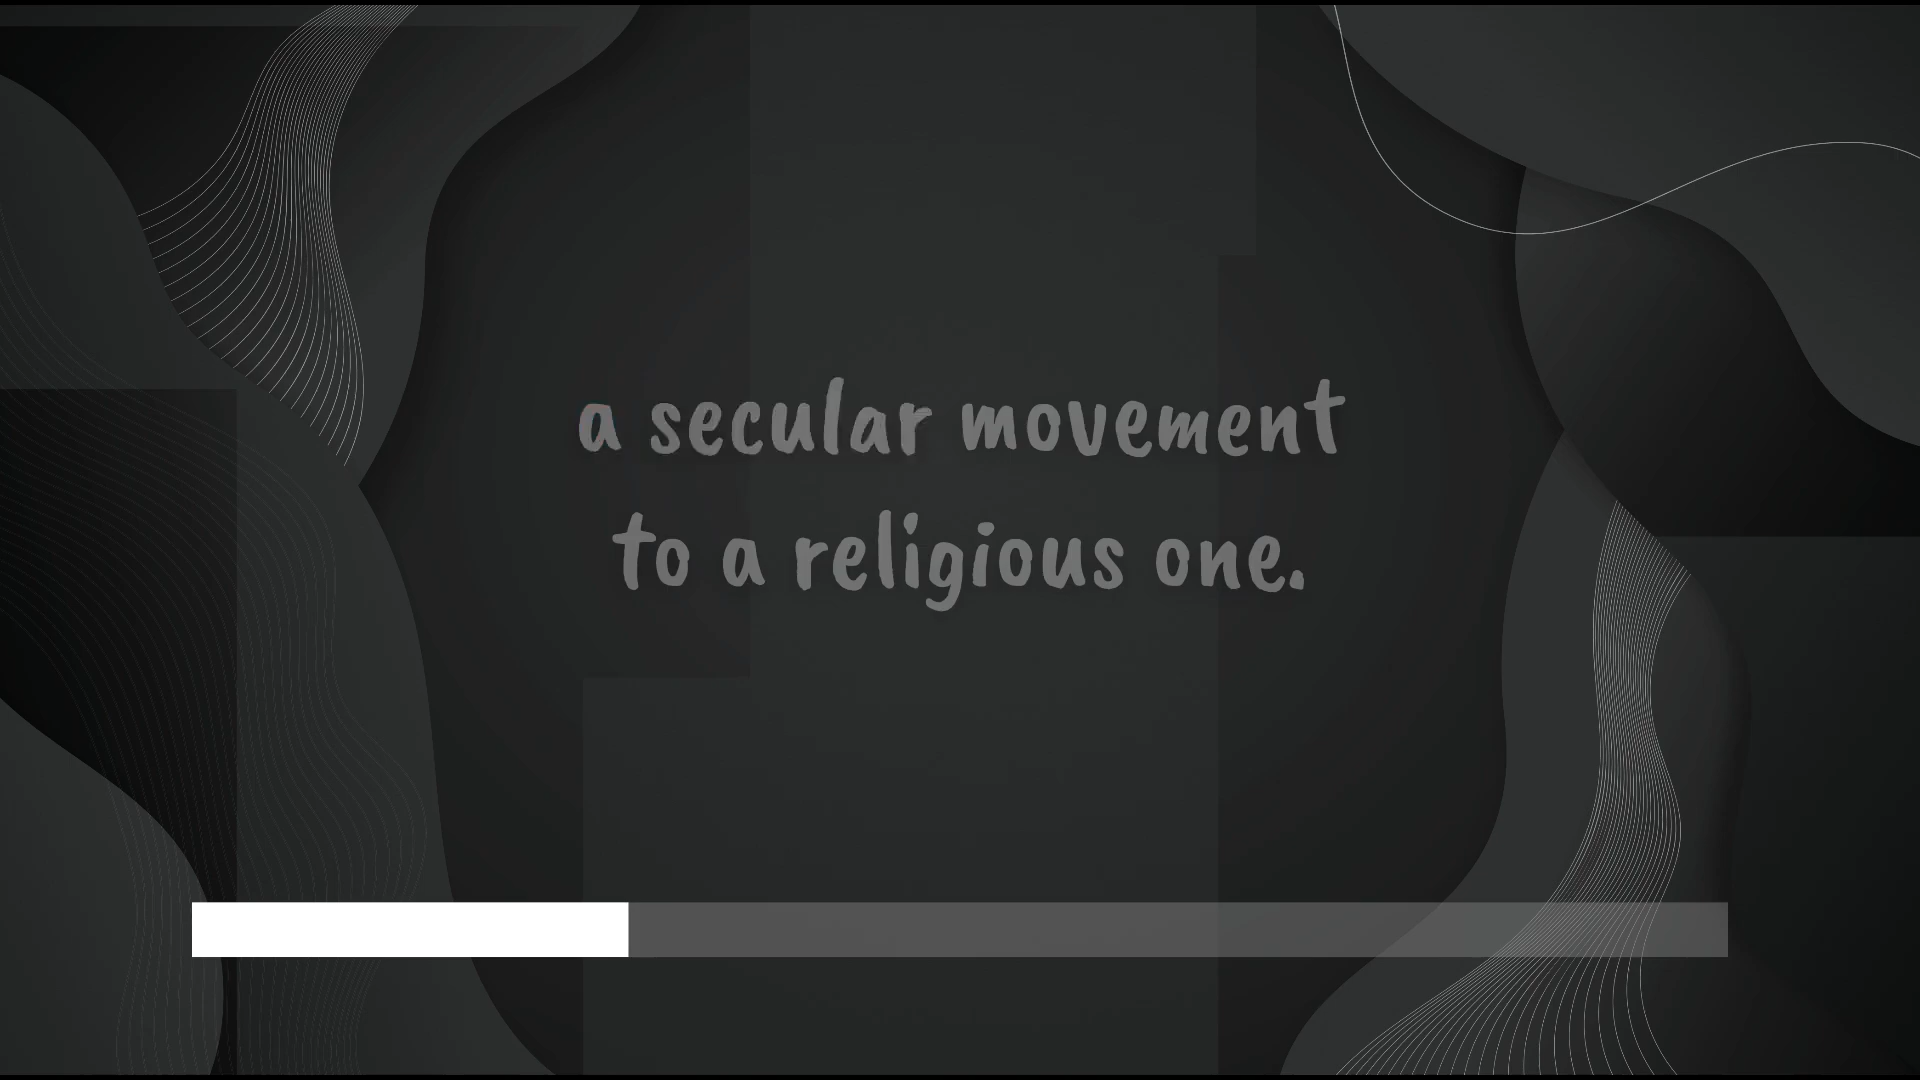 a secular movement
to a religious one.